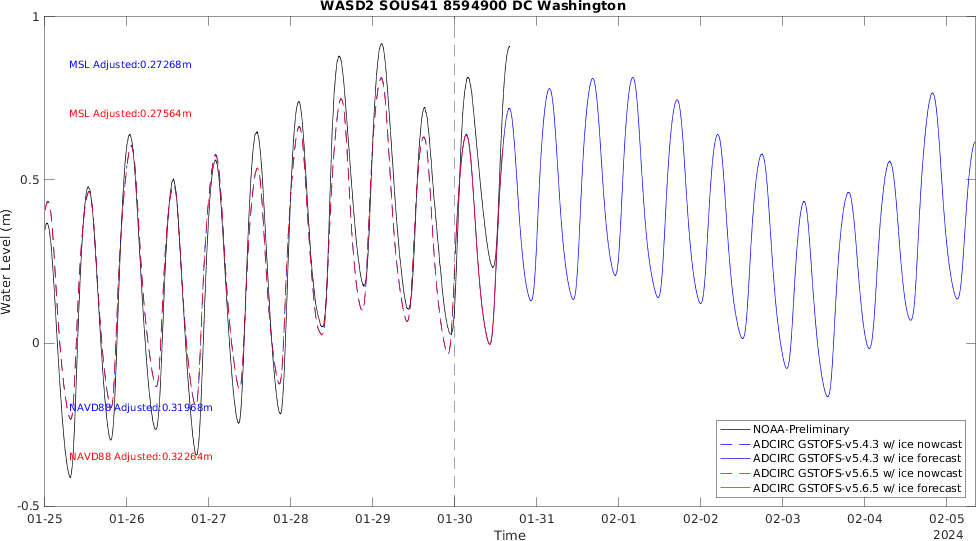 WASD2 SOUS41 8594900 DC Washington
1
MSL Adjusted:0.27268m
MSL Adjusted:0.27564m
0.5
Water Level (m)
0
NAVD88 Adjusted:0.31968m
NAVD88 Adjusted:0.32264m
NOAA-Preliminary
ADCIRC GSTOFS-v5.4.3 w/ ice nowcast
ADCIRC GSTOFS-v5.4.3 w/ ice forecast
ADCIRC GSTOFS-v5.6.5 w/ ice nowcast
ADCIRC GSTOFS-v5.6.5 w/ ice forecast
-0.5
01-25 01-26 01-27 01-28 01-29 01-30 01-31 02-01 02-02 02-03 02-04 02-05
Time
2024